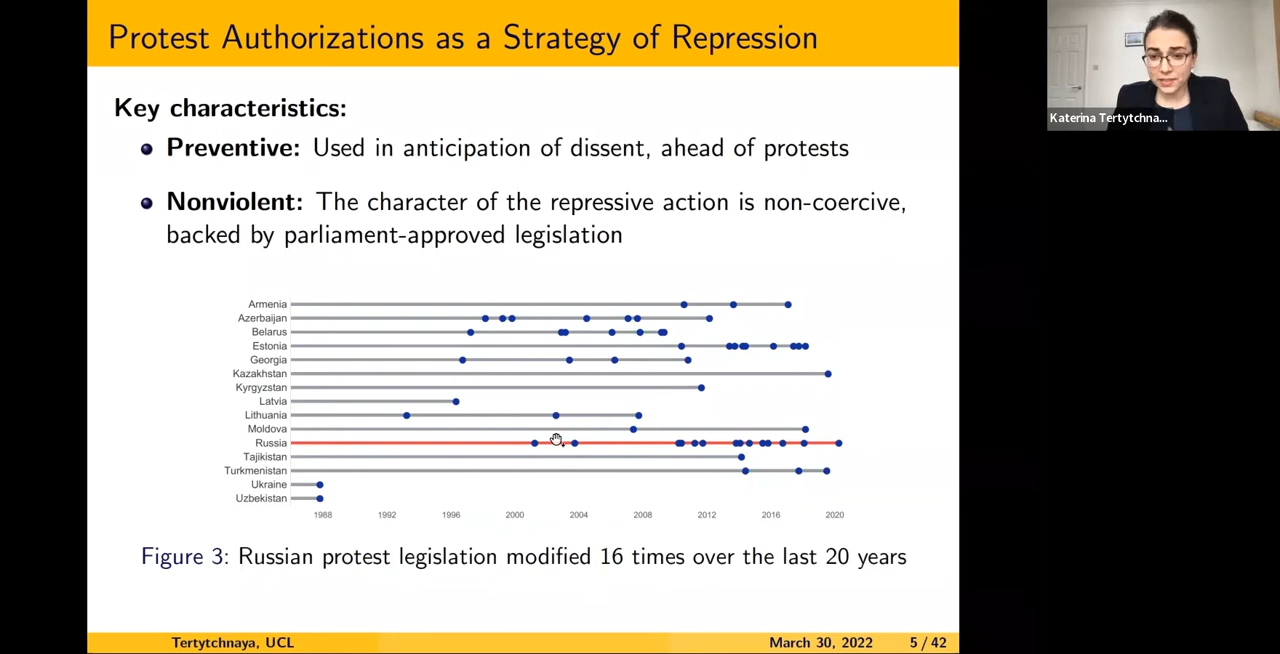 Protest Authorizations as a Strategy of Repression
Katerina Tertytchna...
Key characteristics:
Preventive: Used in anticipation of dissent, ahead of protests
Nonviolent: The character of the repressive action is non-coercive,
backed by parliament-approved legislation
Armenia
Azerbaijan
Belarus
Estonia
Georgia
Kazakhstan
Kyrgyzstan
Latvia
Lithuania
Moldova
Russia
Tajikistan
Turkmenistan
Ukraine
Uzbekistan
1988 1992 1996 2000 2004 2008 2012 2016 2020
Figure 3: Russian protest legislation modified 16 times over the last 20 years
Tertytchnaya, UCL March 30, 2022 5 / 42